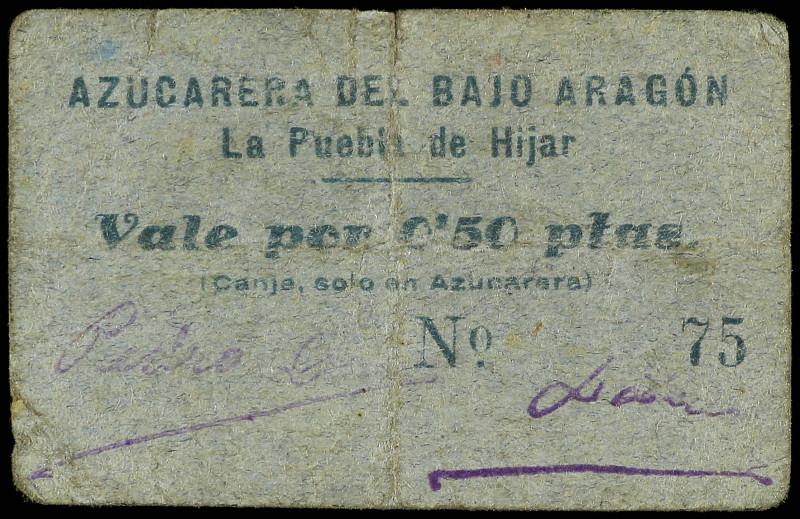 AZUCARERA DEL BAJO ARAGÓN
La Puebla de Hijar
Vale por 0'50 ptas.
(Canje, solo en Azucarera)
Nº 75
Pedro